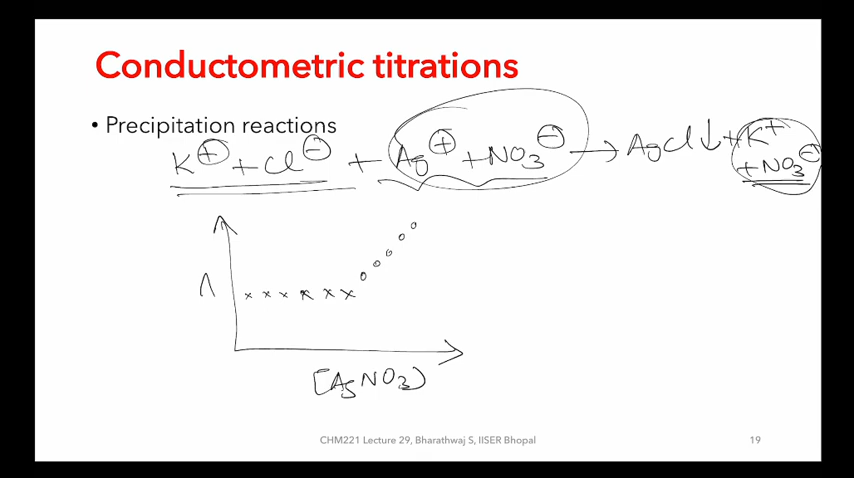 Conductometric titrations
• Precipitation reactions
K⊕ + Cl⊖ + Ag⊕ + NO3⊖ → AgCl↓ + K+
+ NO3⊖
Λ
[AgNO3]
CHM221 Lecture 29, Bharathwaj S, IISER Bhopal
19